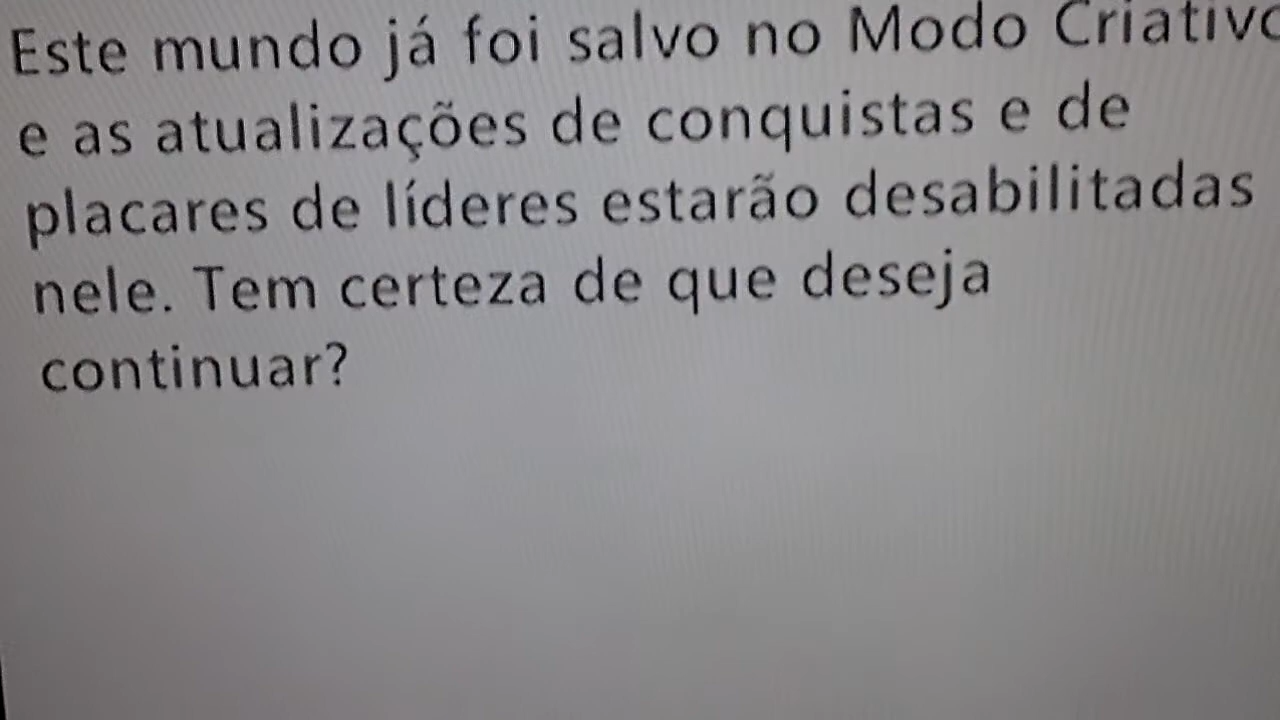 Este mundo já foi salvo no Modo Criativo
e as atualizações de conquistas e de
placares de líderes estarão desabilitadas
nele. Tem certeza de que deseja
continuar?